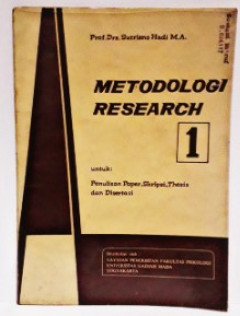 Prof. Drs. Sutrisno Hadi M.A.
METODOLOGI
RESEARCH
1
untuk:
Penulisan Paper, Skripsi, Thesis
dan Disertasi
YAYASAN PENERBITAN FAKULTAS PSIKOLOGI
UNIVERSITAS GADJAH MADA
YOGYAKARTA